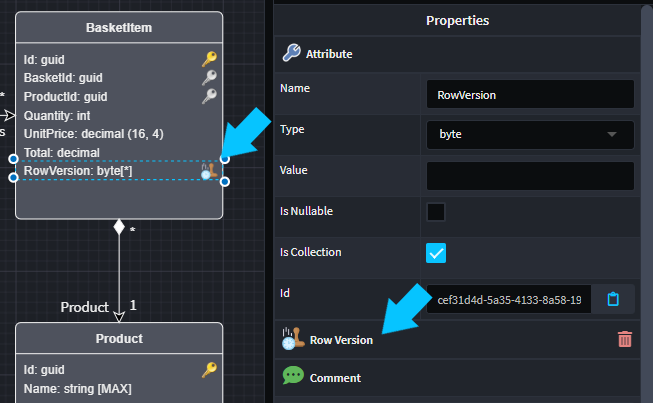 BasketItem
Id: guid
BasketId: guid
ProductId: guid
Quantity: int
UnitPrice: decimal (16, 4)
Total: decimal
RowVersion: byte[*]
*
s
*
Product
1
Product
Id: guid
Name: string [MAX]
Properties
Attribute
Name
RowVersion
Type
byte
Value
Is Nullable
Is Collection
Id
cef31d4d-5a35-4133-8a58-19
Row Version
Comment